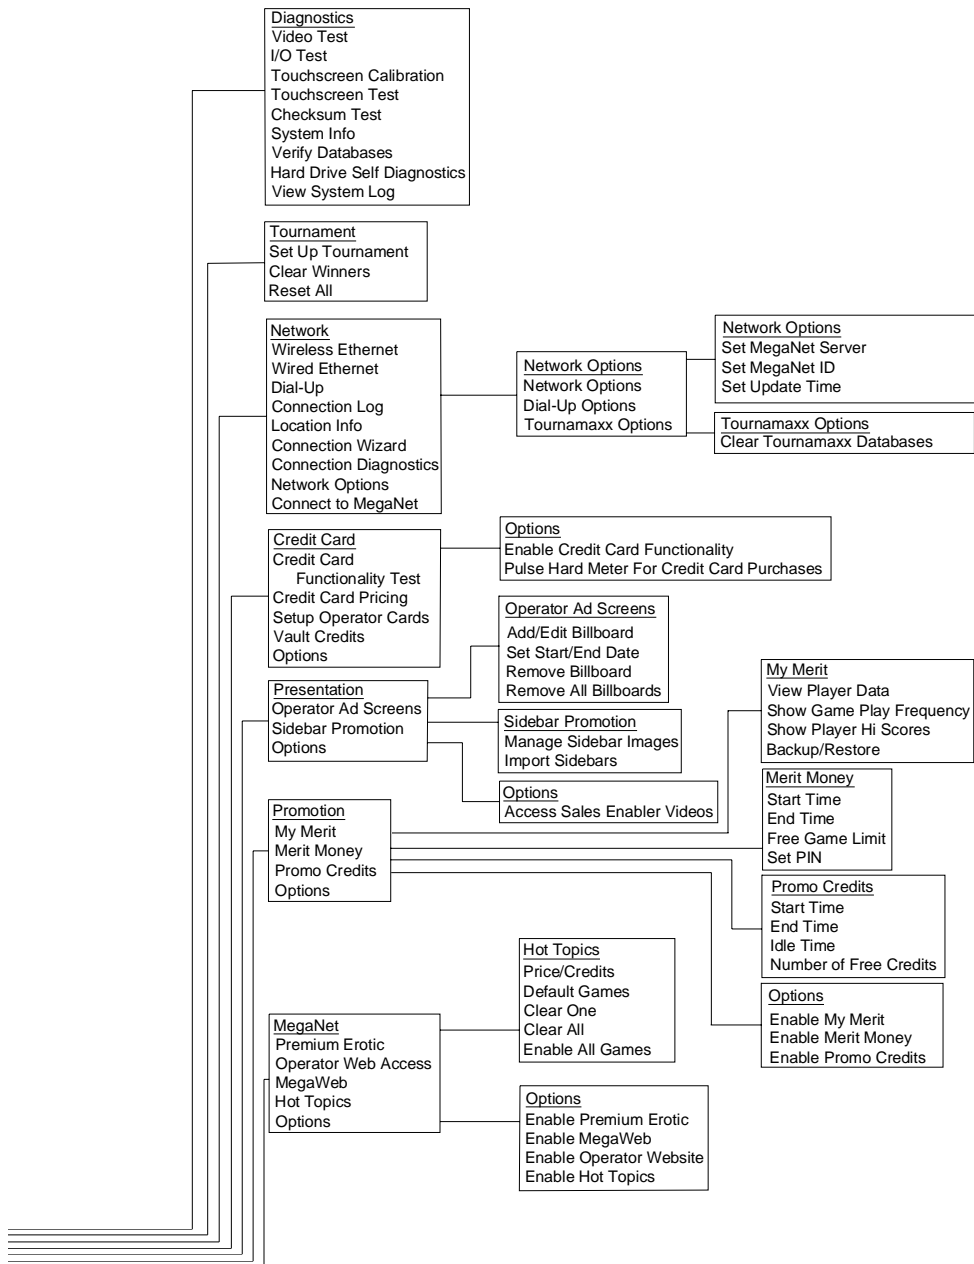 Diagnostics
Video Test
I/O Test
Touchscreen Calibration
Touchscreen Test
Checksum Test
System Info
Verify Databases
Hard Drive Self Diagnostics
View System Log
Tournament
Set Up Tournament
Clear Winners
Reset All
Network
Wireless Ethernet
Wired Ethernet
Dial-Up
Connection Log
Location Info
Connection Wizard
Connection Diagnostics
Network Options
Connect to MegaNet
Network Options
Network Options
Dial-Up Options
Tournamaxx Options
Network Options
Set MegaNet Server
Set MegaNet ID
Set Update Time
Tournamaxx Options
Clear Tournamaxx Databases
Credit Card
Credit Card
Functionality Test
Credit Card Pricing
Setup Operator Cards
Vault Credits
Options
Options
Enable Credit Card Functionality
Pulse Hard Meter For Credit Card Purchases
Presentation
Operator Ad Screens
Sidebar Promotion
Options
Operator Ad Screens
Add/Edit Billboard
Set Start/End Date
Remove Billboard
Remove All Billboards
Sidebar Promotion
Manage Sidebar Images
Import Sidebars
Options
Access Sales Enabler Videos
Promotion
My Merit
Merit Money
Promo Credits
Options
My Merit
View Player Data
Show Game Play Frequency
Show Player Hi Scores
Backup/Restore
Merit Money
Start Time
End Time
Free Game Limit
Set PIN
Promo Credits
Start Time
End Time
Idle Time
Number of Free Credits
Options
Enable My Merit
Enable Merit Money
Enable Promo Credits
MegaNet
Premium Erotic
Operator Web Access
MegaWeb
Hot Topics
Options
Hot Topics
Price/Credits
Default Games
Clear One
Clear All
Enable All Games
Options
Enable Premium Erotic
Enable MegaWeb
Enable Operator Website
Enable Hot Topics